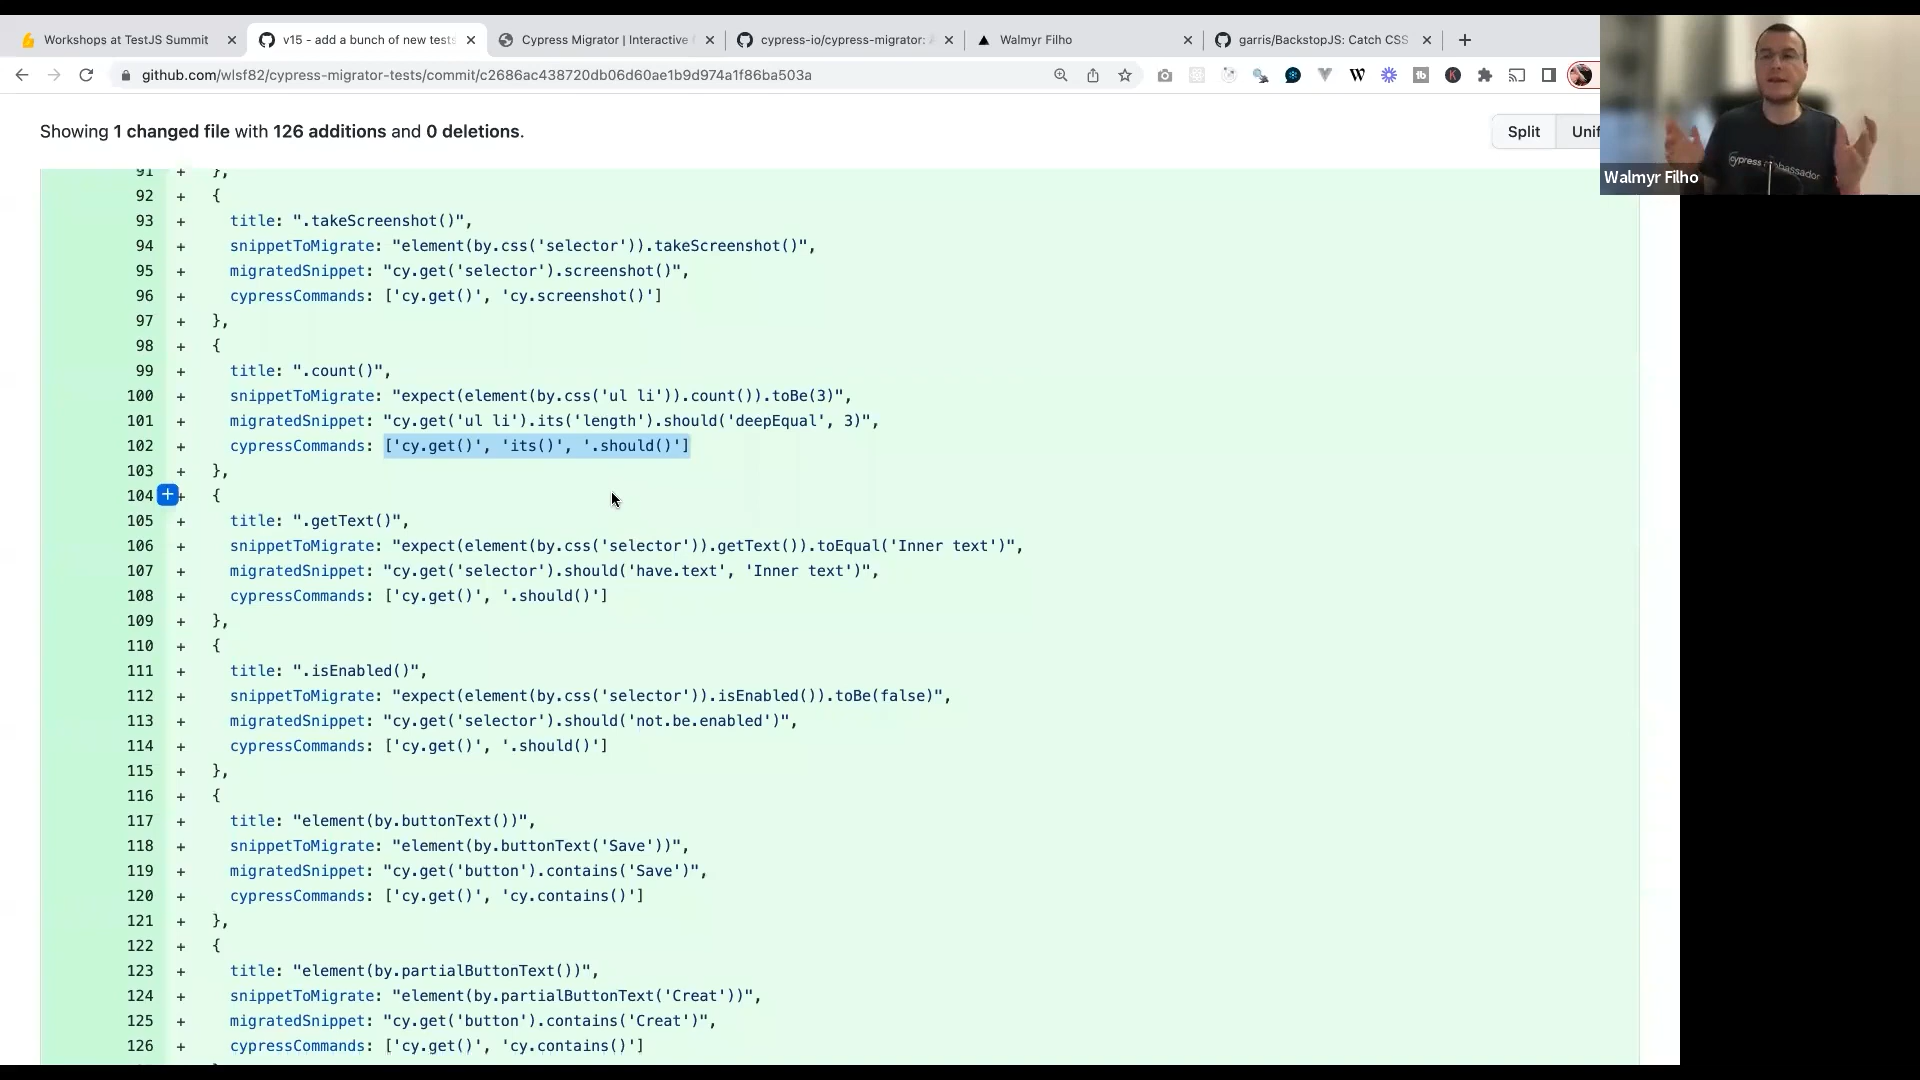 Workshops at TestJS Summit
v15 - add a bunch of new tests
Cypress Migrator | Interactive
cypress-io/cypress-migrator:
Walmyr Filho
garris/BackstopJS: Catch CSS
github.com/wlsf82/cypress-migrator-tests/commit/c2686ac438720db06d60ae1b9d974a1f86ba503a
Showing 1 changed file with 126 additions and 0 deletions.
Split
Unif
cypress ambassador
Walmyr Filho
91 + },
92 + {
93 + title: ".takeScreenshot()",
94 + snippetToMigrate: "element(by.css('selector')).takeScreenshot()",
95 + migratedSnippet: "cy.get('selector').screenshot()",
96 + cypressCommands: ['cy.get()', 'cy.screenshot()']
97 + },
98 + {
99 + title: ".count()",
100 + snippetToMigrate: "expect(element(by.css('ul li')).count()).toBe(3)",
101 + migratedSnippet: "cy.get('ul li').its('length').should('deepEqual', 3)",
102 + cypressCommands: ['cy.get()', 'its()', '.should()']
103 + },
104 + {
105 + title: ".getText()",
106 + snippetToMigrate: "expect(element(by.css('selector')).getText()).toEqual('Inner text')",
107 + migratedSnippet: "cy.get('selector').should('have.text', 'Inner text')",
108 + cypressCommands: ['cy.get()', '.should()']
109 + },
110 + {
111 + title: ".isEnabled()",
112 + snippetToMigrate: "expect(element(by.css('selector')).isEnabled()).toBe(false)",
113 + migratedSnippet: "cy.get('selector').should('not.be.enabled')",
114 + cypressCommands: ['cy.get()', '.should()']
115 + },
116 + {
117 + title: "element(by.buttonText())",
118 + snippetToMigrate: "element(by.buttonText('Save'))",
119 + migratedSnippet: "cy.get('button').contains('Save')",
120 + cypressCommands: ['cy.get()', 'cy.contains()']
121 + },
122 + {
123 + title: "element(by.partialButtonText())",
124 + snippetToMigrate: "element(by.partialButtonText('Creat'))",
125 + migratedSnippet: "cy.get('button').contains('Creat')",
126 + cypressCommands: ['cy.get()', 'cy.contains()']